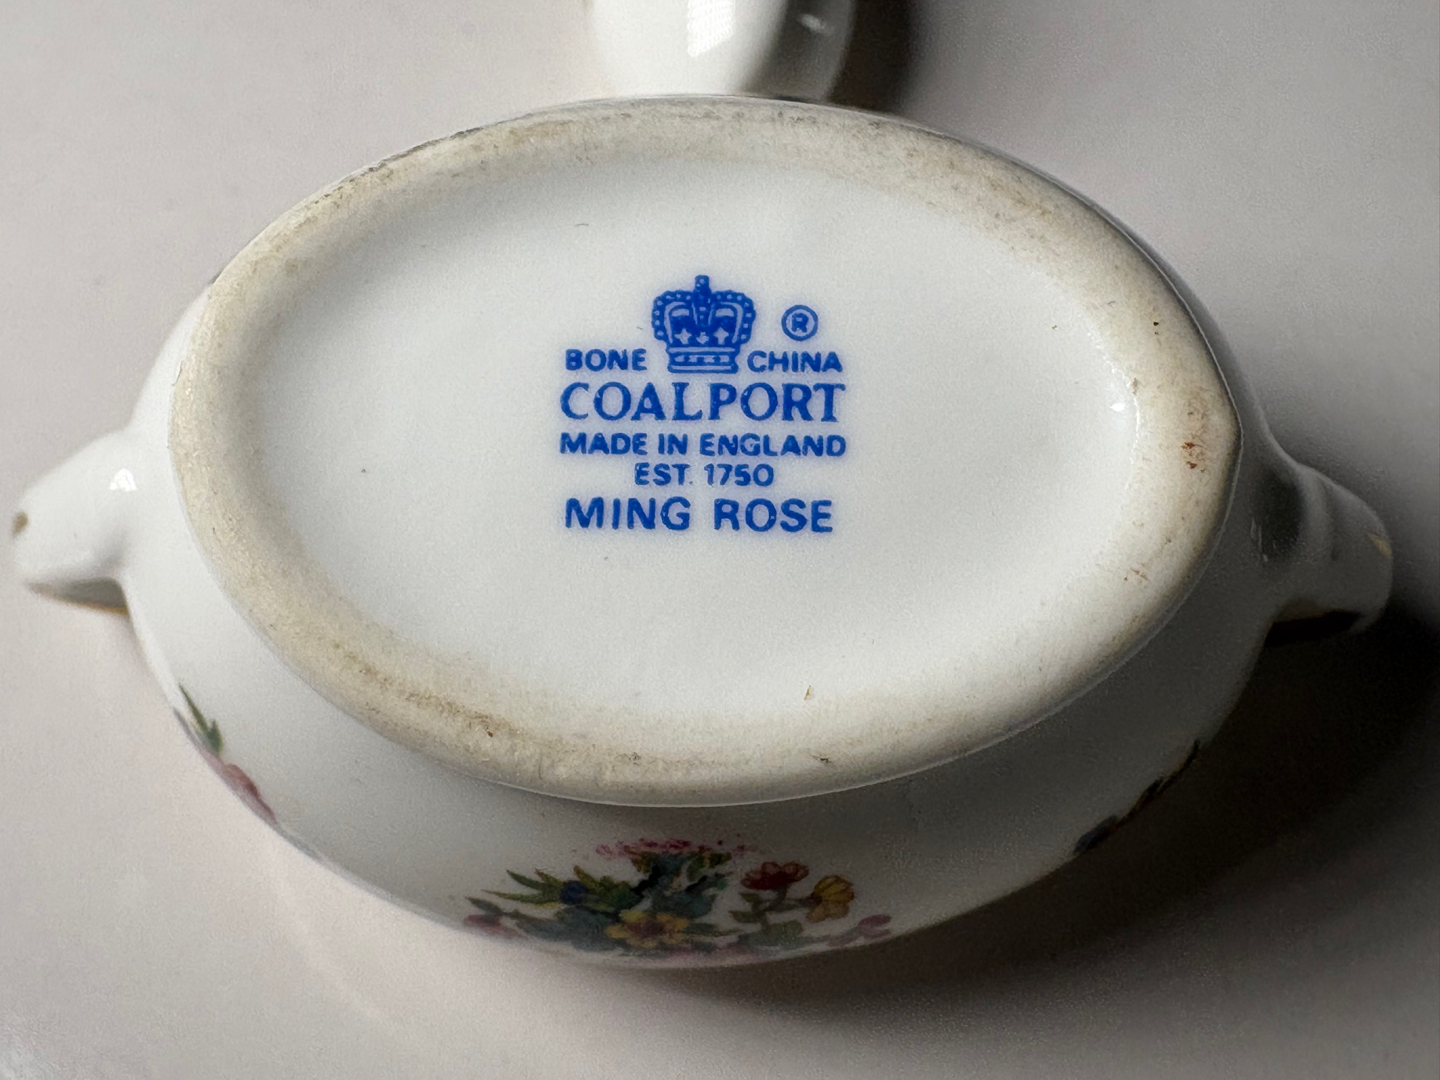 ®
BONE CHINA
COALPORT
MADE IN ENGLAND
EST. 1750
MING ROSE